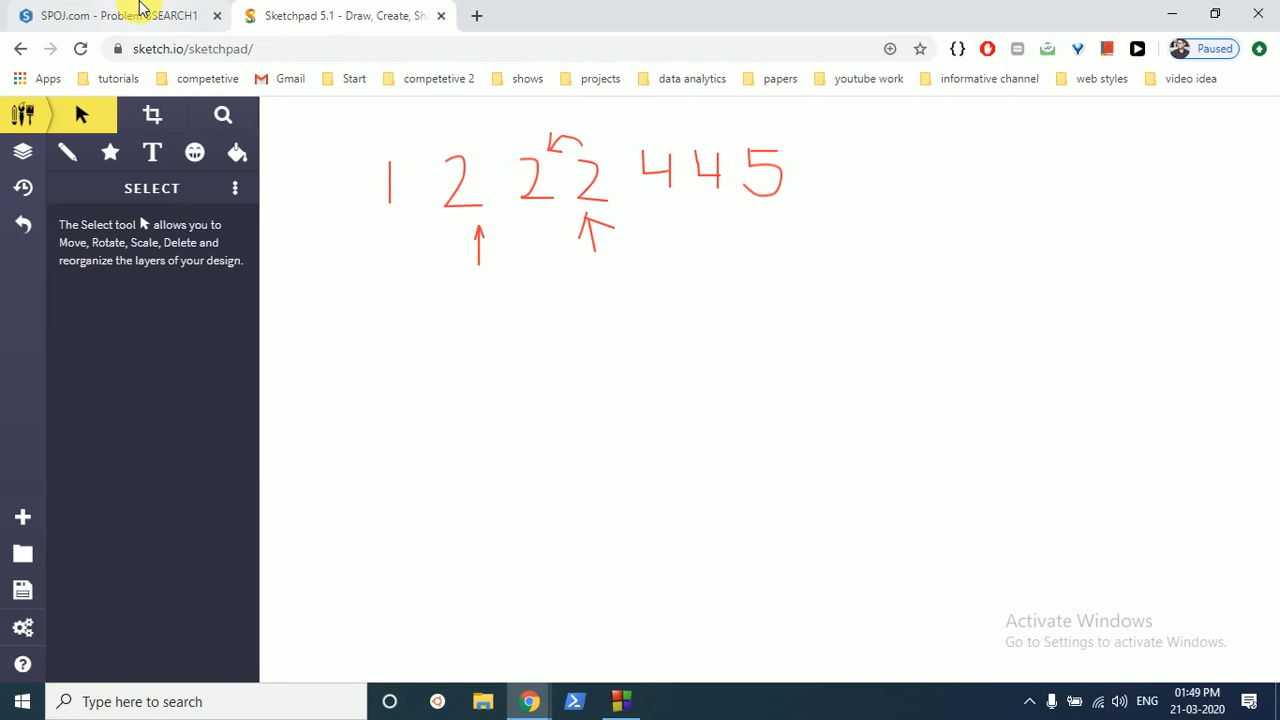 SPOJ.com - Problem BSEARCH1
Sketchpad 5.1 - Draw, Create, Sh
sketch.io/sketchpad/
Paused
Apps tutorials competetive Gmail Start competetive 2 shows projects data analytics papers youtube work informative channel web styles video idea
1 2 2 2 4 4 5
SELECT
The Select tool allows you to
Move, Rotate, Scale, Delete and
reorganize the layers of your design.
Activate Windows
Go to Settings to activate Windows.
Type here to search
ENG
01:49 PM
21-03-2020